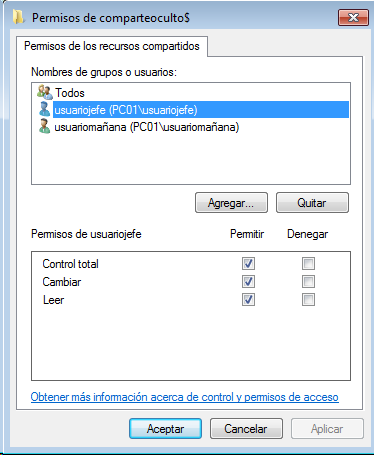 Permisos de comparteoculto$
Permisos de los recursos compartidos
Nombres de grupos o usuarios:
Todos
usuariojefe (PC01\usuariojefe)
usuariomañana (PC01\usuariomañana)
Agregar... Quitar
Permisos de usuariojefe Permitir Denegar
Control total
Cambiar
Leer
Obtener más información acerca de control y permisos de acceso
Aceptar Cancelar Aplicar